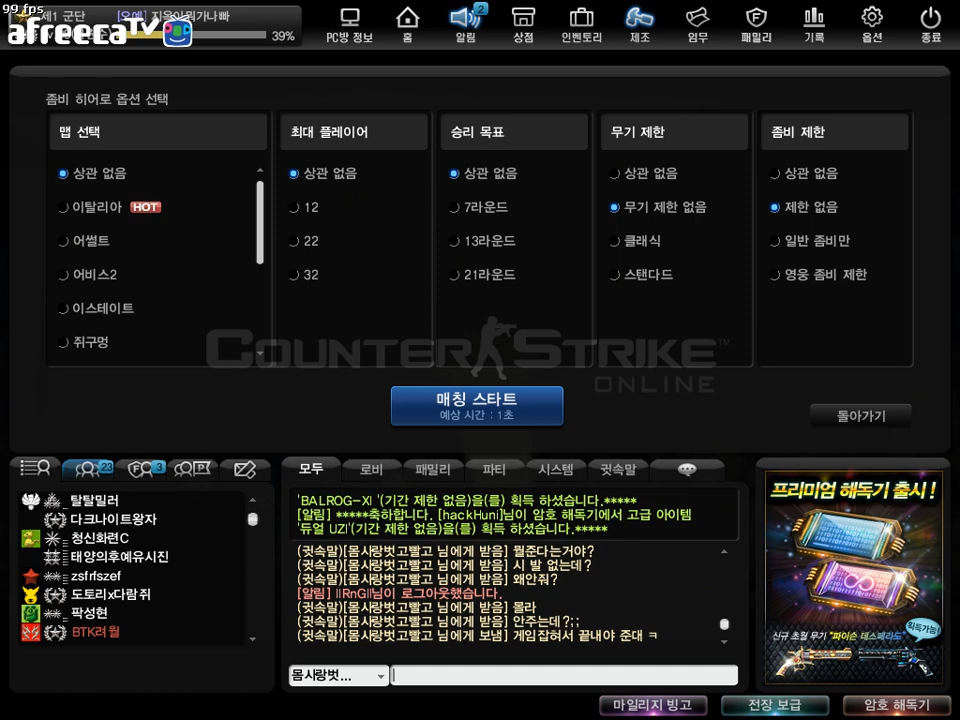 99 fps
afreecaTV
제1 군단
39%
PC방 정보
홈
알림
2
상점
인벤토리
제조
임무
패밀리
기록
옵션
종료
좀비 히어로 옵션 선택
맵 선택
최대 플레이어
승리 목표
무기 제한
좀비 제한
상관 없음
상관 없음
상관 없음
상관 없음
상관 없음
이탈리아 HOT
12
7라운드
무기 제한 없음
제한 없음
어썰트
22
13라운드
클래식
일반 좀비만
어비스2
32
21라운드
스탠다드
영웅 좀비 제한
이스테이트
쥐구멍
COUNTER STRIKE TV
ONLINE
매칭 스타트
예상 시간 : 1초
돌아가기
23
3
모두
로비
패밀리
파티
시스템
귓속말
탈탈밀러
다크나이트왕자
청신화련C
태양의후예유시진
zsfrfszef
도토리x다람쥐
팍성현
BTK려월
'BALROG-XI '(기간 제한 없음)을(를) 획득 하셨습니다.*****
[알림] *****축하합니다. [hackHuni]님이 암호 해독기에서 고급 아이템
'듀얼 UZI'(기간 제한 없음)을(를) 획득 하셨습니다.*****
(귓속말)[몸사랑벗고빨고 님에게 받음] 뭘준다는거야?
(귓속말)[몸사랑벗고빨고 님에게 받음] 시 발 없는데?
(귓속말)[몸사랑벗고빨고 님에게 받음] 왜안줘?
[알림] llRnGll님이 로그아웃했습니다.
(귓속말)[몸사랑벗고빨고 님에게 받음] 몰라
(귓속말)[몸사랑벗고빨고 님에게 받음] 안주는데?;;
(귓속말)[몸사랑벗고빨고 님에게 보냄] 게임잡혀서 끝내야 준대 ㅋ
몸사랑벗...
프리미엄 해독기 출시!
신규 초월 무기 "파이슨 데스페라도"
획득가능!
마일리지 빙고
전장 보급
암호 해독기